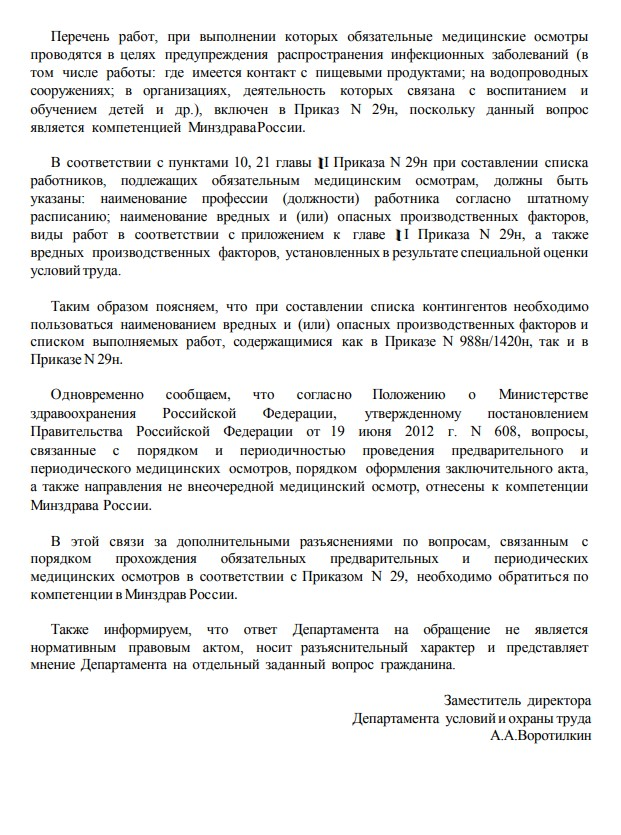 Перечень работ, при выполнении которых обязательные медицинские осмотры
проводятся в целях предупреждения распространения инфекционных заболеваний (в
том числе работы: где имеется контакт с пищевыми продуктами; на водопроводных
сооружениях; в организациях, деятельность которых связана с воспитанием и
обучением детей и др.), включен в Приказ N 29н, поскольку данный вопрос
является компетенцией Минздрава России.
В соответствии с пунктами 10, 21 главы II Приказа N 29н при составлении списка
работников, подлежащих обязательным медицинским осмотрам, должны быть
указаны: наименование профессии (должности) работника согласно штатному
расписанию; наименование вредных и (или) опасных производственных факторов,
виды работ в соответствии с приложением к главе II Приказа N 29н, а также
вредных производственных факторов, установленных в результате специальной оценки
условий труда.
Таким образом поясняем, что при составлении списка контингентов необходимо
пользоваться наименованием вредных и (или) опасных производственных факторов и
списком выполняемых работ, содержащимися как в Приказе N 988н/1420н, так и в
Приказе N 29н.
Одновременно сообщаем, что согласно Положению о Министерстве
здравоохранения Российской Федерации, утвержденному постановлением
Правительства Российской Федерации от 19 июня 2012 г. N 608, вопросы,
связанные с порядком и периодичностью проведения предварительного и
периодического медицинских осмотров, порядком оформления заключительного акта,
а также направления не внеочередной медицинский осмотр, отнесены к компетенции
Минздрава России.
В этой связи за дополнительными разъяснениями по вопросам, связанным с
порядком прохождения обязательных предварительных и периодических
медицинских осмотров в соответствии с Приказом N 29, необходимо обратиться по
компетенции в Минздрав России.
Также информируем, что ответ Департамента на обращение не является
нормативным правовым актом, носит разъяснительный характер и представляет
мнение Департамента на отдельный заданный вопрос гражданина.
Заместитель директора
Департамента условий и охраны труда
А.А.Воротилкин